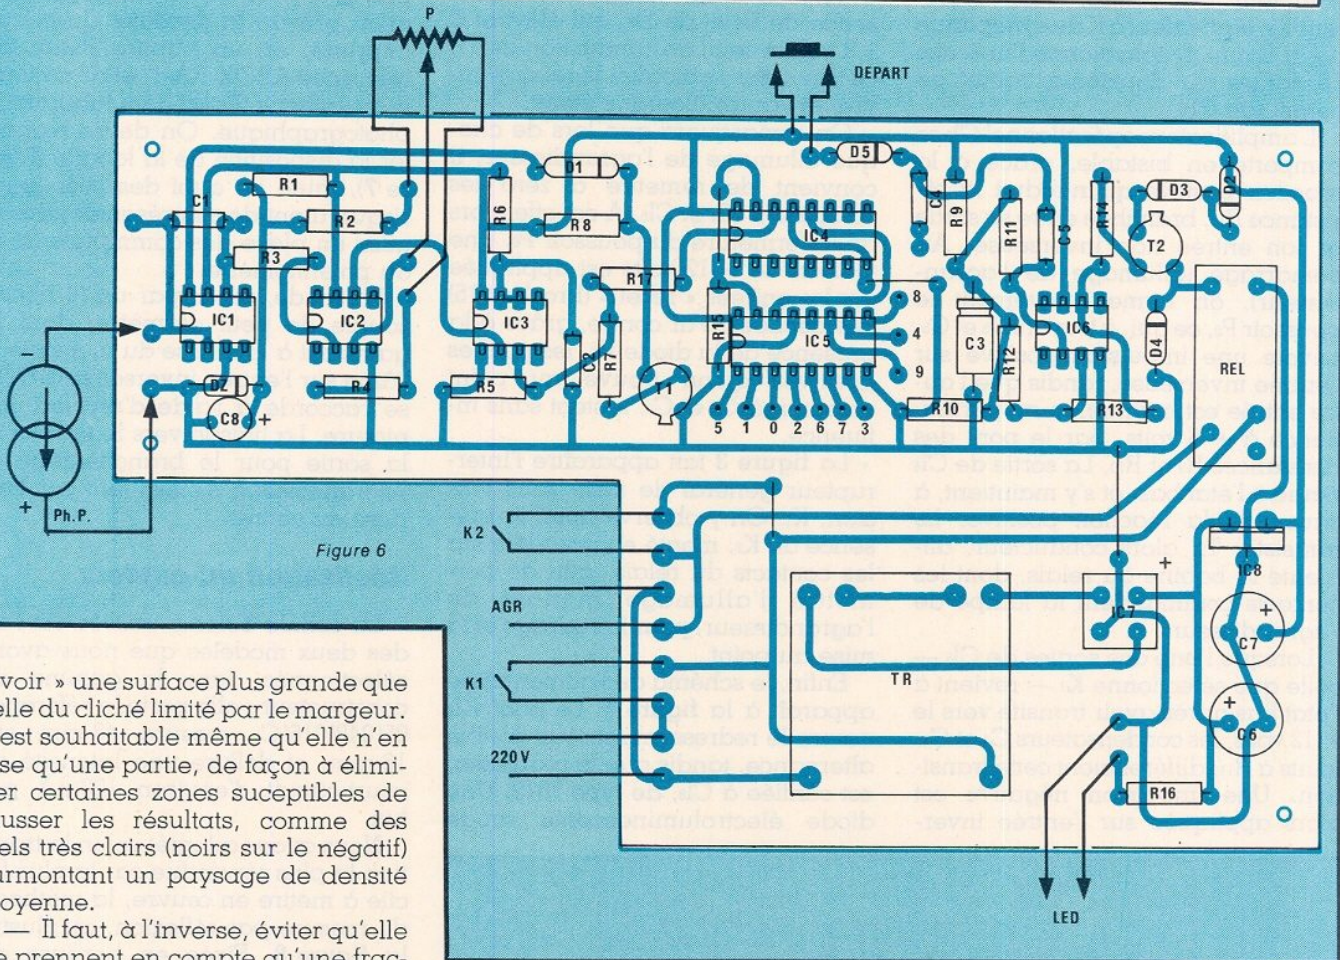 P
DEPART
D5
D1
R1
C1
R2
R3
R6
R8
R9
R11
C5
R14
D3
T2
IC4
R17
IC1
IC2
IC3
R15
IC5
8
4
9
C3
IC6
D4
R12
C2
R7
T1
REL
D2
R4
R5
R10
R13
C8
+
5 1 0 2 6 7 3
−
+
Ph.P.
Figure 6
K2
AGR
K1
220V
TR
+
IC7
IC8
+
C7
+
C6
R16
LED
voir » une surface plus grande que
elle du cliché limité par le margeur.
est souhaitable même qu'elle n'en
se qu'une partie, de façon à élimi-
er certaines zones suceptibles de
usser les résultats, comme des
els très clairs (noirs sur le négatif)
urmontant un paysage de densité
oyenne.
— Il faut, à l'inverse, éviter qu'elle
e prennent en compte qu'une frac-